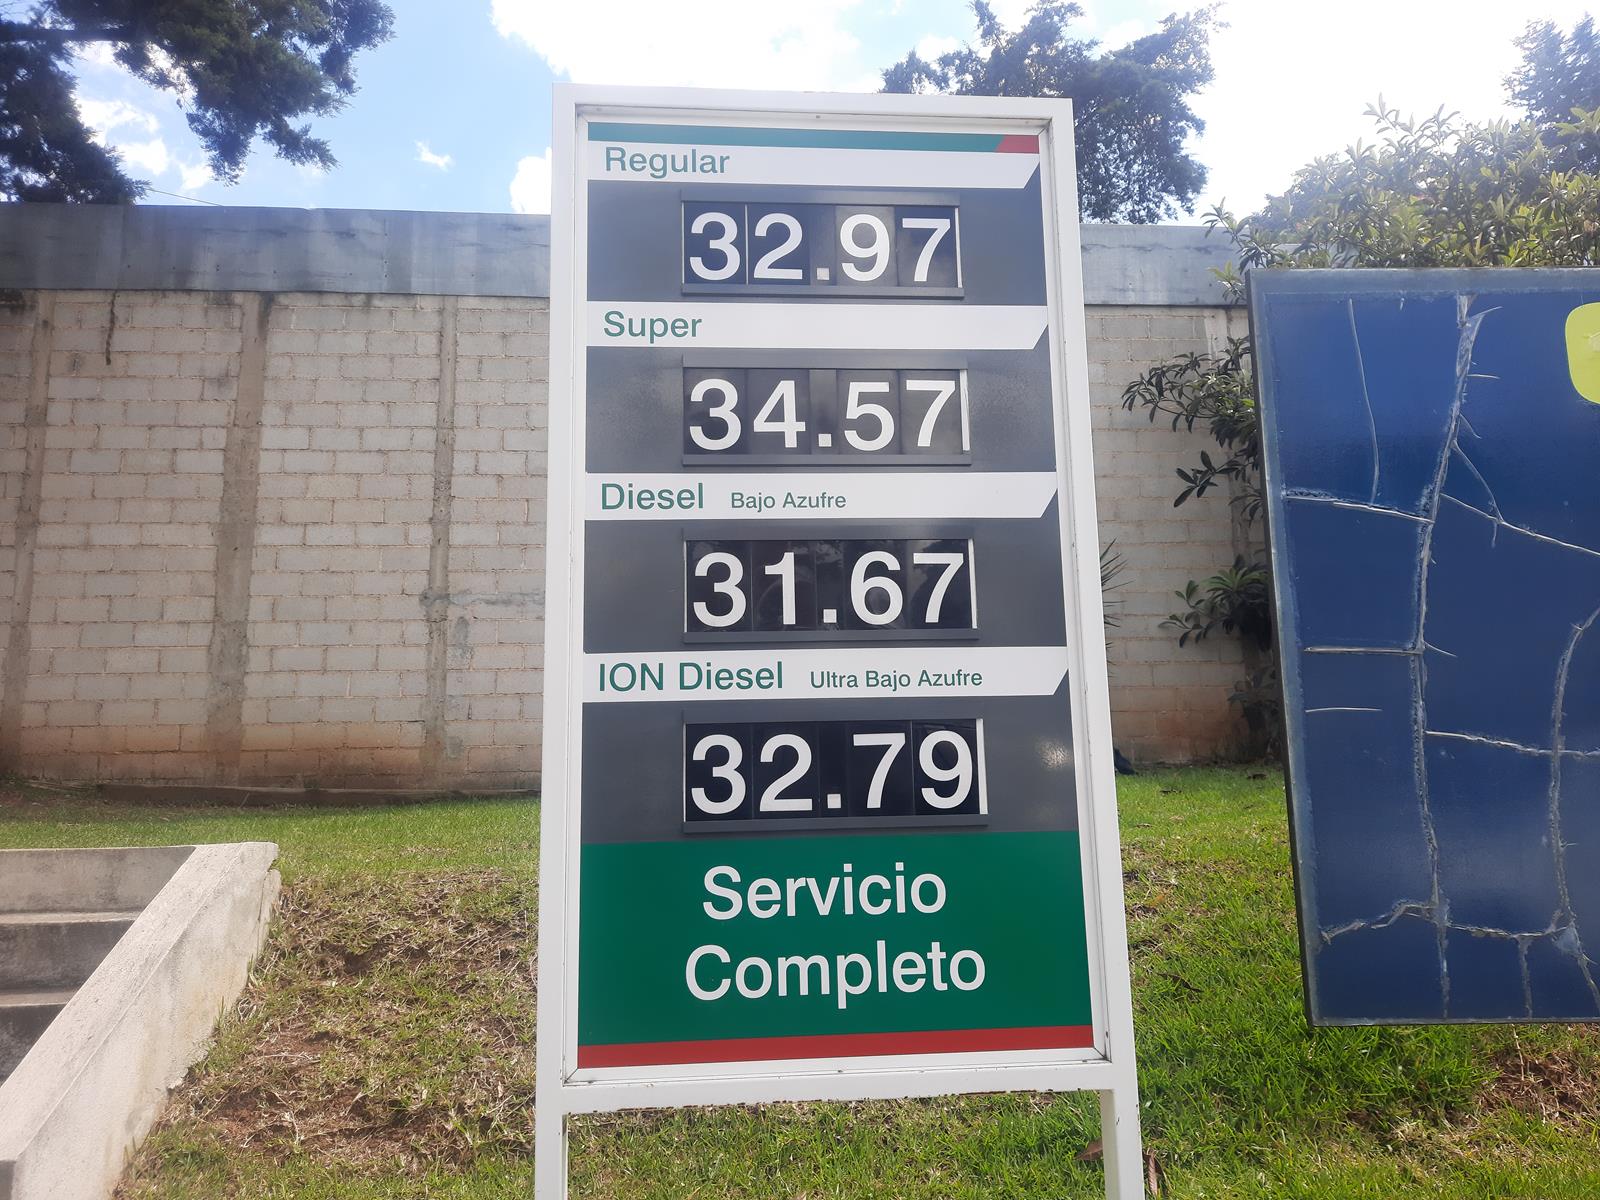 Regular
32.97
Super
34.57
Diesel Bajo Azufre
31.67
ION Diesel Ultra Bajo Azufre
32.79
Servicio
Completo